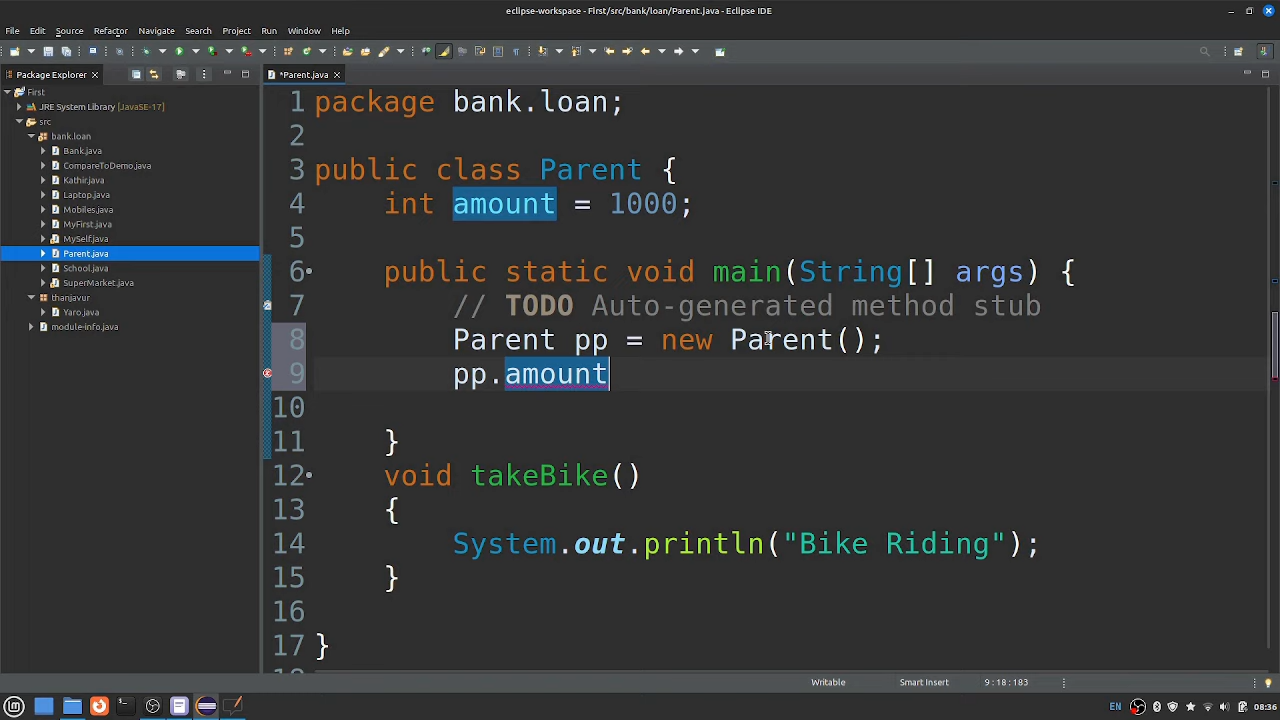 eclipse-workspace - First/src/bank/loan/Parent.java - Eclipse IDE
File Edit Source Refactor Navigate Search Project Run Window Help
Package Explorer
*Parent.java
First
JRE System Library [JavaSE-17]
src
bank.loan
Bank.java
CompareToDemo.java
Kathir.java
Laptop.java
Mobiles.java
MyFirst.java
MySelf.java
Parent.java
School.java
SuperMarket.java
thanjavur
Yaro.java
module-info.java
1 package bank.loan;
2
3 public class Parent {
4 int amount = 1000;
5
6 public static void main(String[] args) {
7 // TODO Auto-generated method stub
8 Parent pp = new Parent();
9 pp.amount
10
11 }
12 void takeBike()
13 {
14 System.out.println("Bike Riding");
15 }
16
17 }
Writable Smart Insert 9:18:183
EN 08:36